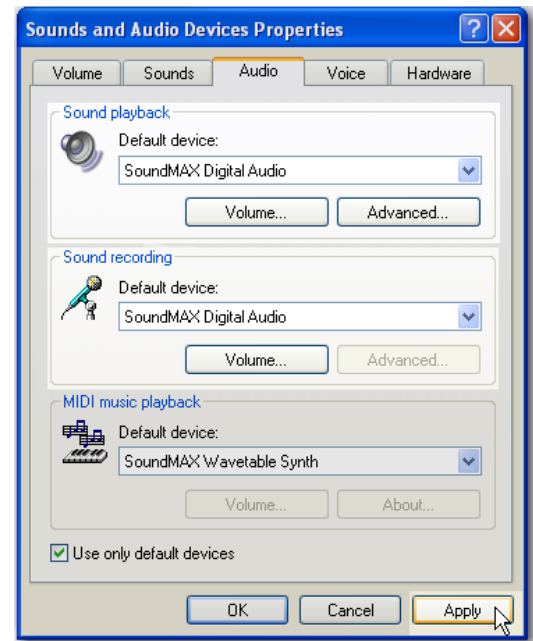 Sounds and Audio Devices Properties
Volume Sounds Audio Voice Hardware
Sound playback
Default device:
SoundMAX Digital Audio
Volume... Advanced...
Sound recording
Default device:
SoundMAX Digital Audio
Volume... Advanced...
MIDI music playback
Default device:
SoundMAX Wavetable Synth
Volume... About...
Use only default devices
OK Cancel Apply